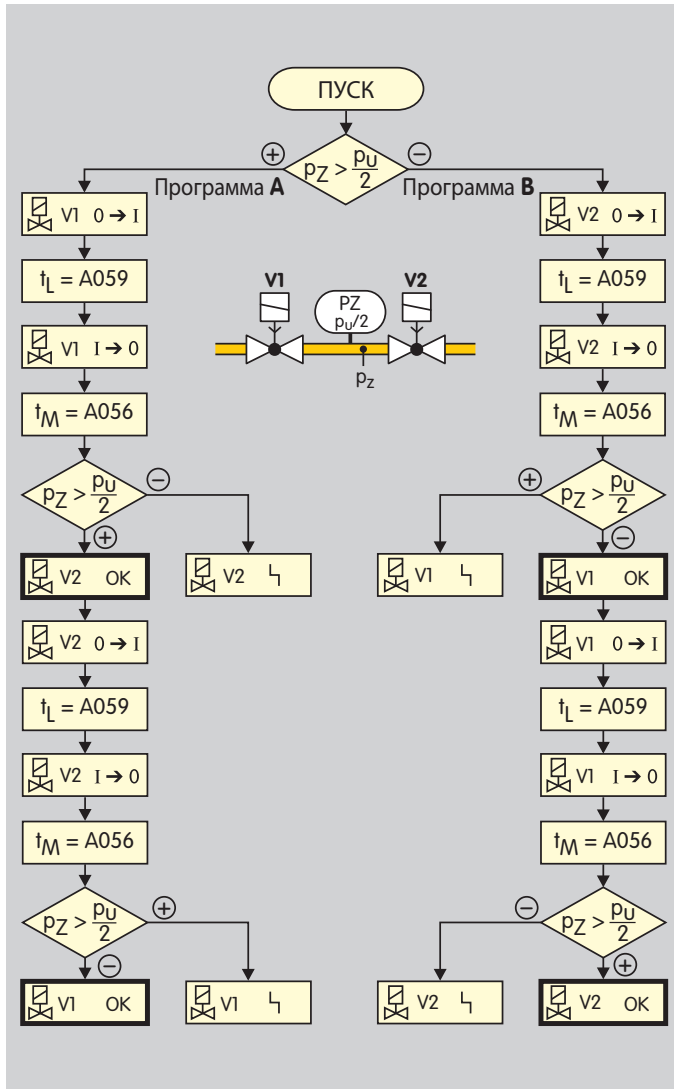 ПУСК
pZ > pu/2
+
−
Программа A
Программа B
V1 0 → I
tL = A059
V1 I → 0
tM = A056
pZ > pu/2
−
+
V2 OK
V2
V2 0 → I
tL = A059
V2 I → 0
tM = A056
pZ > pu/2
+
−
V1 OK
V1
V1
V2
PZ
pu/2
pZ
V2 0 → I
tL = A059
V2 I → 0
tM = A056
pZ > pu/2
+
−
V1
V1 OK
V1 0 → I
tL = A059
V1 I → 0
tM = A056
pZ > pu/2
−
+
V2
V2 OK